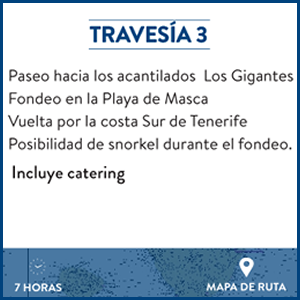 TRAVESÍA 3
Paseo hacia los acantilados Los Gigantes
Fondeo en la Playa de Masca
Vuelta por la costa Sur de Tenerife
Posibilidad de snorkel durante el fondeo.
Incluye catering
7 HORAS
MAPA DE RUTA